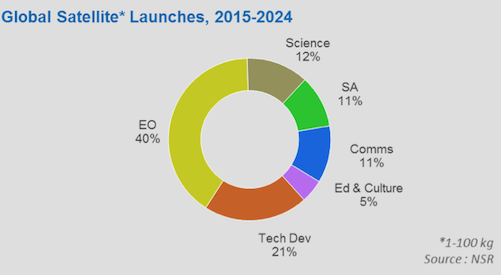 Global Satellite* Launches, 2015-2024
Science
12%
SA
11%
EO
40%
Comms
11%
Ed & Culture
5%
Tech Dev
21%
*1-100 kg
Source : NSR